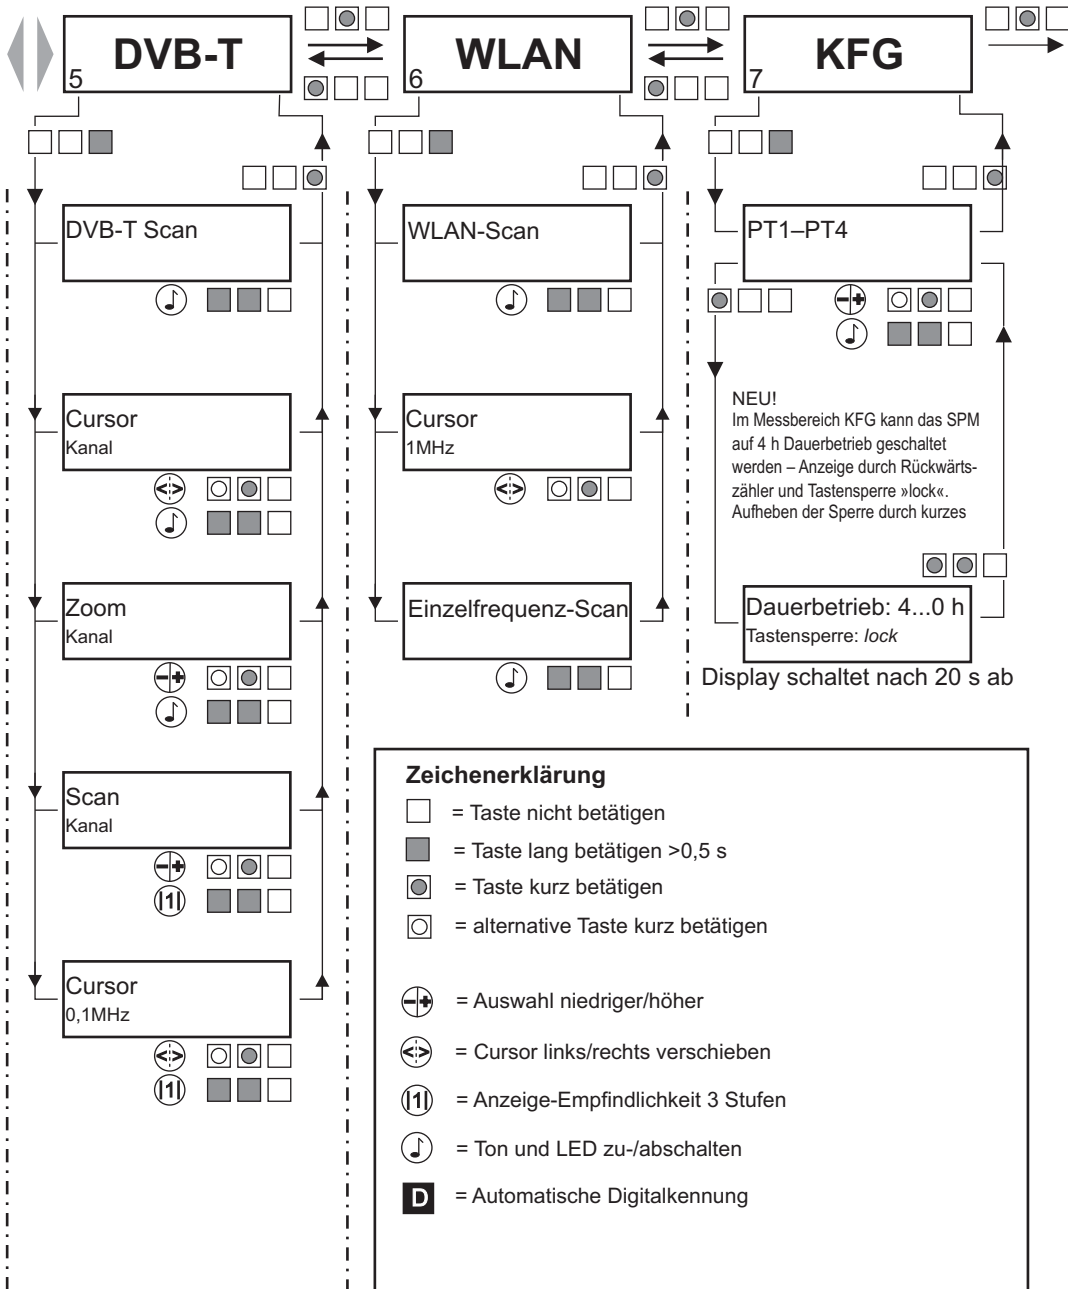 DVB-T
5
WLAN
6
KFG
7
DVB-T Scan
Cursor
Kanal
Zoom
Kanal
Scan
Kanal
|1|
Cursor
0,1MHz
|1|
WLAN-Scan
Cursor
1MHz
Einzelfrequenz-Scan
PT1–PT4
NEU!
Im Messbereich KFG kann das SPM
auf 4 h Dauerbetrieb geschaltet
werden – Anzeige durch Rückwärts-
zähler und Tastensperre »lock«.
Aufheben der Sperre durch kurzes
Dauerbetrieb: 4...0 h
Tastensperre: lock
Display schaltet nach 20 s ab
Zeichenerklärung
= Taste nicht betätigen
= Taste lang betätigen >0,5 s
= Taste kurz betätigen
= alternative Taste kurz betätigen
= Auswahl niedriger/höher
= Cursor links/rechts verschieben
|1| = Anzeige-Empfindlichkeit 3 Stufen
= Ton und LED zu-/abschalten
D = Automatische Digitalkennung